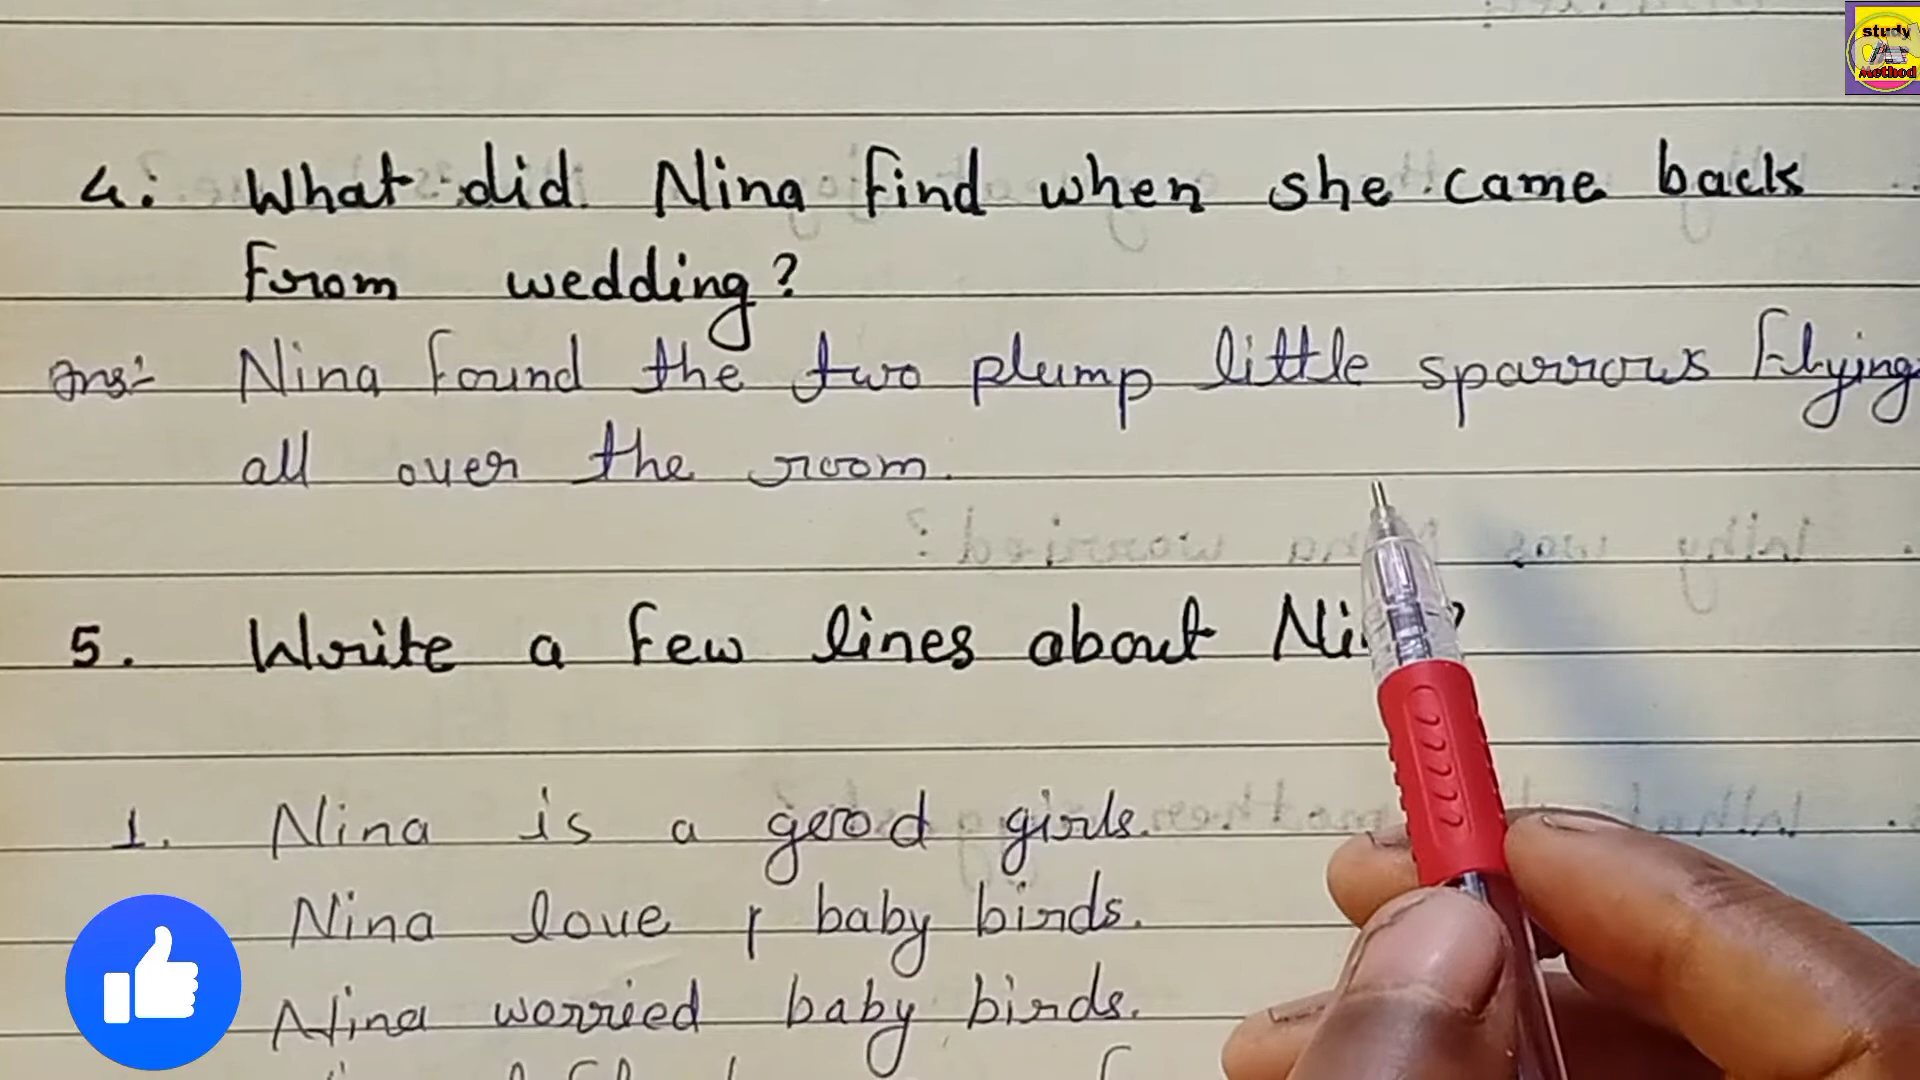 study
Method
4. What did Nina find when she came back
from wedding?
Ans:- Nina found the two plump little sparrows flying
all over the room.
5. Write a few lines about
1. Nina is a good girls.
Nina love baby birds.
Nina worried baby birds.